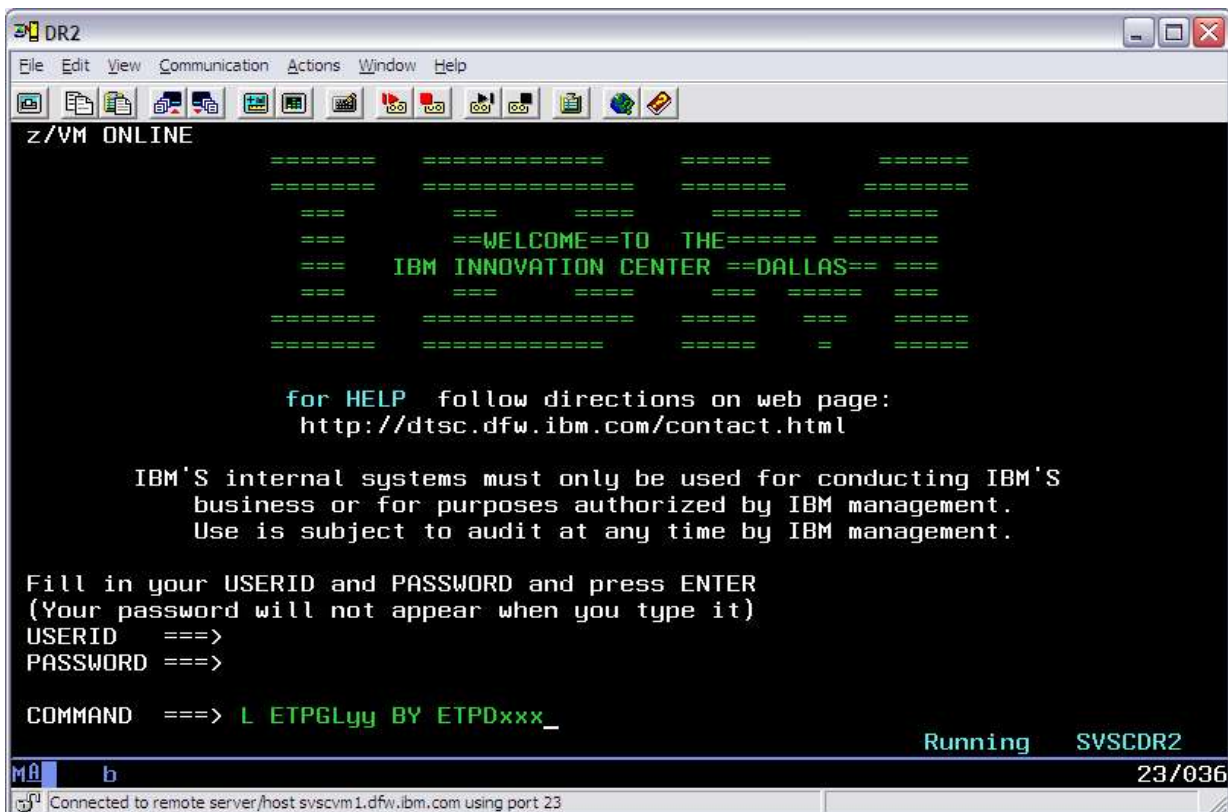 DR2
File Edit View Communication Actions Window Help
z/VM ONLINE
======= ============ ====== ======
======= ============== ======= =======
=== === ==== ====== ======
=== ==WELCOME==TO THE====== =======
=== IBM INNOVATION CENTER ==DALLAS== ===
=== === ==== === ===== ===
======= ============== ===== === =====
======= ============ ===== = =====
for HELP follow directions on web page:
http://dtsc.dfw.ibm.com/contact.html
IBM'S internal systems must only be used for conducting IBM'S
business or for purposes authorized by IBM management.
Use is subject to audit at any time by IBM management.
Fill in your USERID and PASSWORD and press ENTER
(Your password will not appear when you type it)
USERID ===>
PASSWORD ===>
COMMAND ===> L ETPGLyy BY ETPDxxx_
Running SVSCDR2
MA b 23/036
Connected to remote server/host svscvm1.dfw.ibm.com using port 23